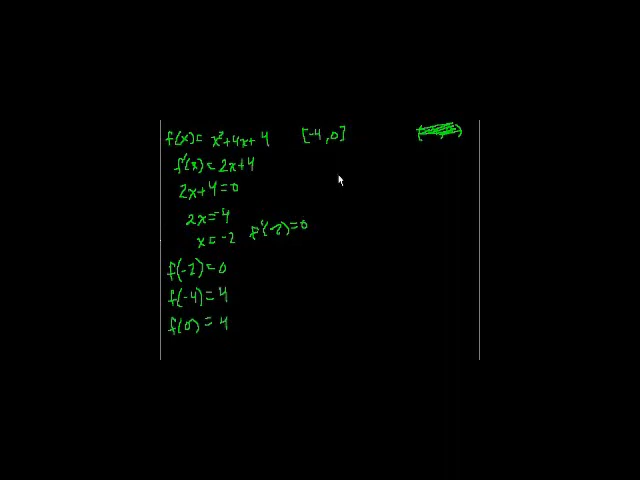 f(x) = x²+4x+4 [-4,0]
f'(x) = 2x+4
2x+4=0
2x=-4
x=-2 f'(-2)=0
f(-2)=0
f(-4)=4
f(0)=4